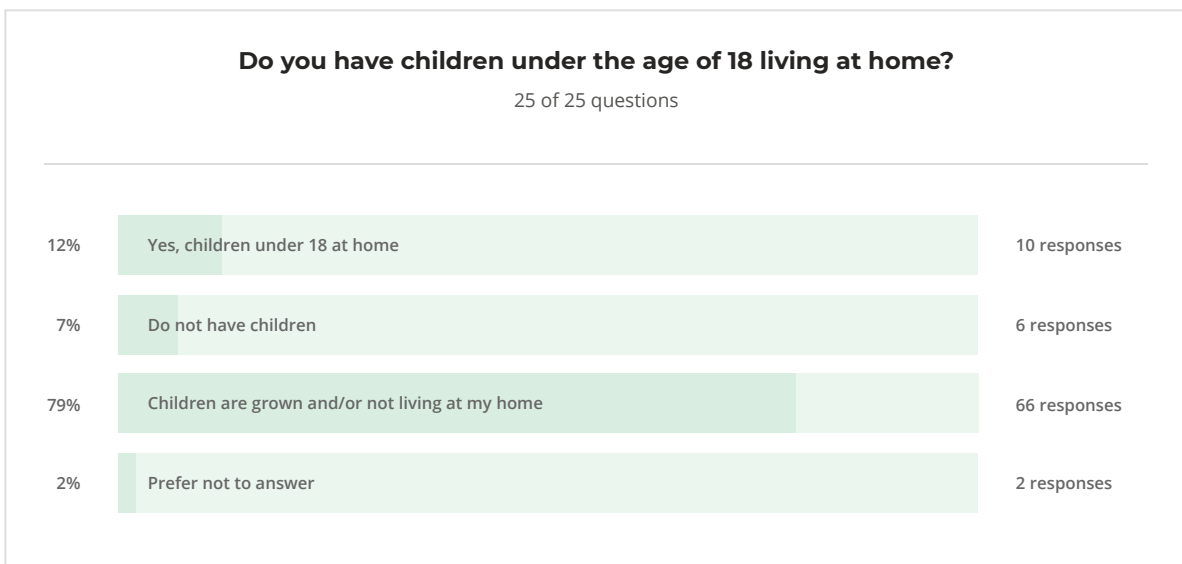 Do you have children under the age of 18 living at home?
25 of 25 questions
12% Yes, children under 18 at home 10 responses
7% Do not have children 6 responses
79% Children are grown and/or not living at my home 66 responses
2% Prefer not to answer 2 responses